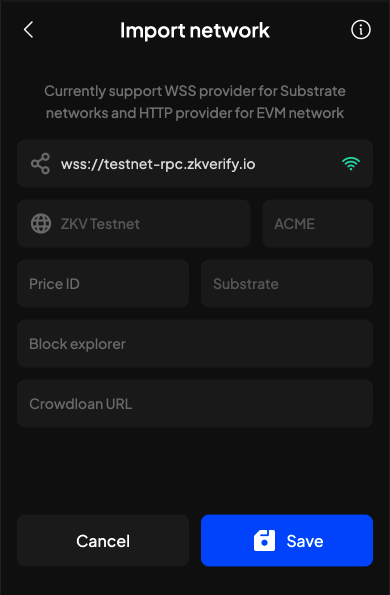 Import network
Currently support WSS provider for Substrate
networks and HTTP provider for EVM network
wss://testnet-rpc.zkverify.io
ZKV Testnet
ACME
Price ID
Substrate
Block explorer
Crowdloan URL
Cancel
Save